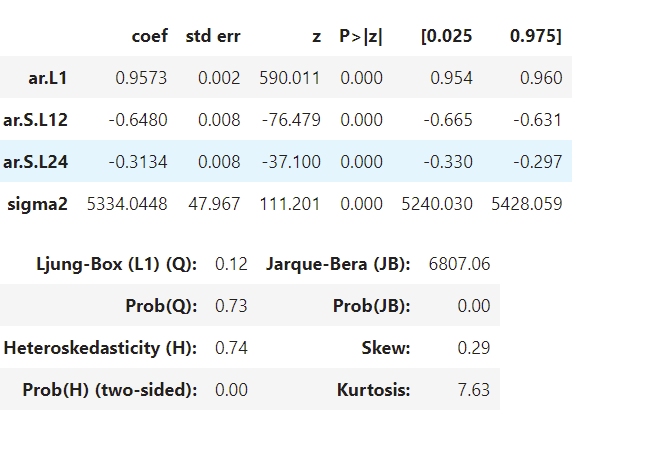 coef std err z P>|z| [0.025 0.975]
ar.L1 0.9573 0.002 590.011 0.000 0.954 0.960
ar.S.L12 -0.6480 0.008 -76.479 0.000 -0.665 -0.631
ar.S.L24 -0.3134 0.008 -37.100 0.000 -0.330 -0.297
sigma2 5334.0448 47.967 111.201 0.000 5240.030 5428.059
Ljung-Box (L1) (Q): 0.12 Jarque-Bera (JB): 6807.06
Prob(Q): 0.73 Prob(JB): 0.00
Heteroskedasticity (H): 0.74 Skew: 0.29
Prob(H) (two-sided): 0.00 Kurtosis: 7.63